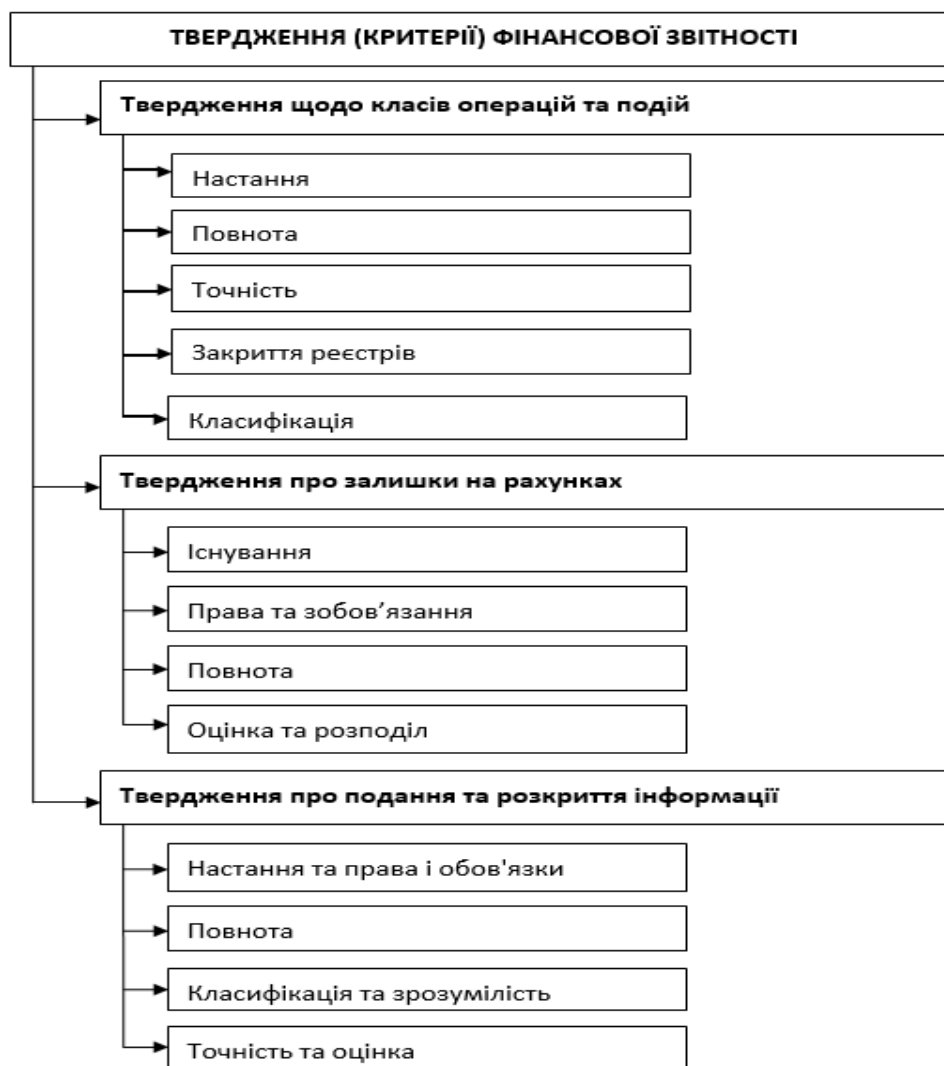 ТВЕРДЖЕННЯ (КРИТЕРІЇ) ФІНАНСОВОЇ ЗВІТНОСТІ
Твердження щодо класів операцій та подій
Настання
Повнота
Точність
Закриття реєстрів
Класифікація
Твердження про залишки на рахунках
Існування
Права та зобов’язання
Повнота
Оцінка та розподіл
Твердження про подання та розкриття інформації
Настання та права і обов'язки
Повнота
Класифікація та зрозумілість
Точність та оцінка